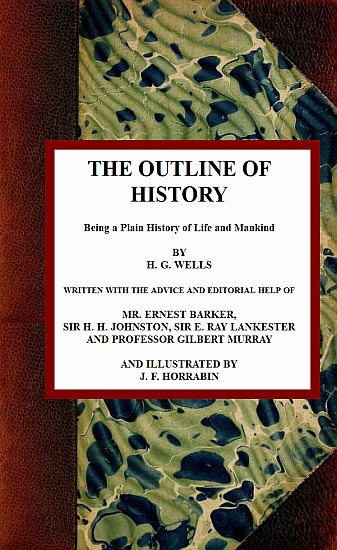 THE OUTLINE OF
HISTORY
Being a Plain History of Life and Mankind
BY
H. G. WELLS
WRITTEN WITH THE ADVICE AND EDITORIAL HELP OF
MR. ERNEST BARKER,
SIR H. H. JOHNSTON, SIR E. RAY LANKESTER
AND PROFESSOR GILBERT MURRAY
AND ILLUSTRATED BY
J. F. HORRABIN